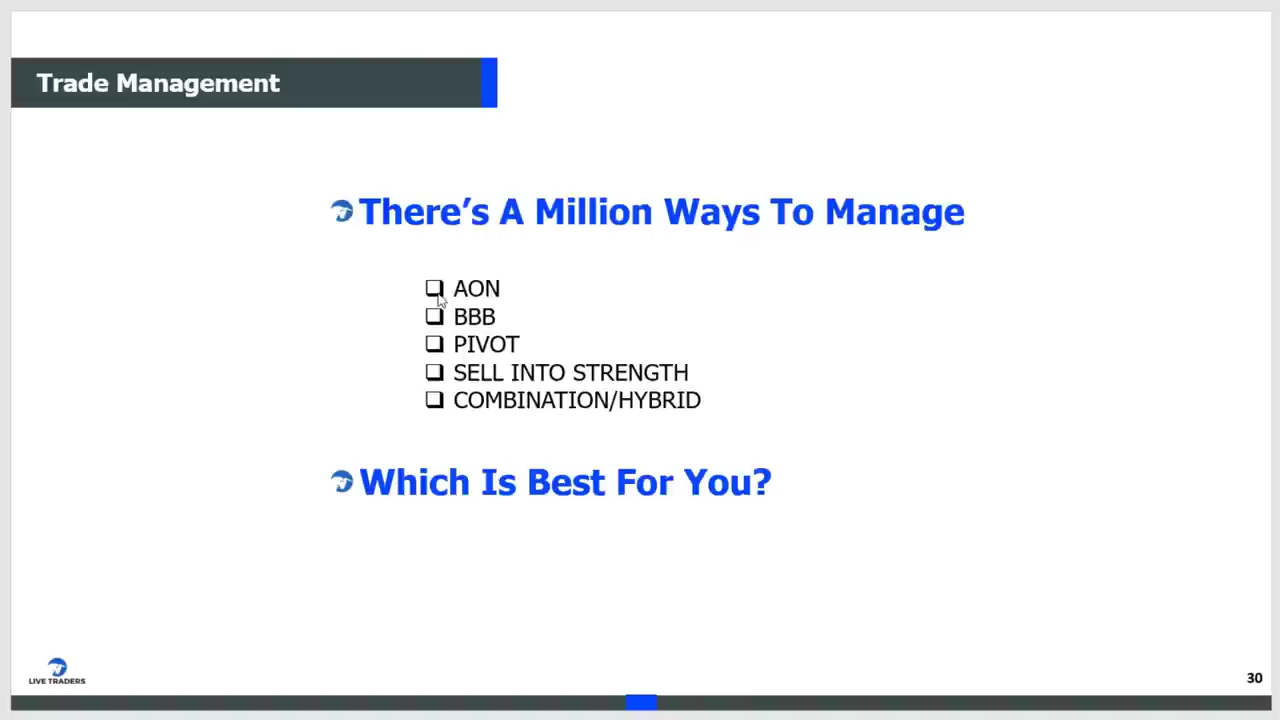 Trade Management
There’s A Million Ways To Manage
AON
BBB
PIVOT
SELL INTO STRENGTH
COMBINATION/HYBRID
Which Is Best For You?
LIVE TRADERS
30